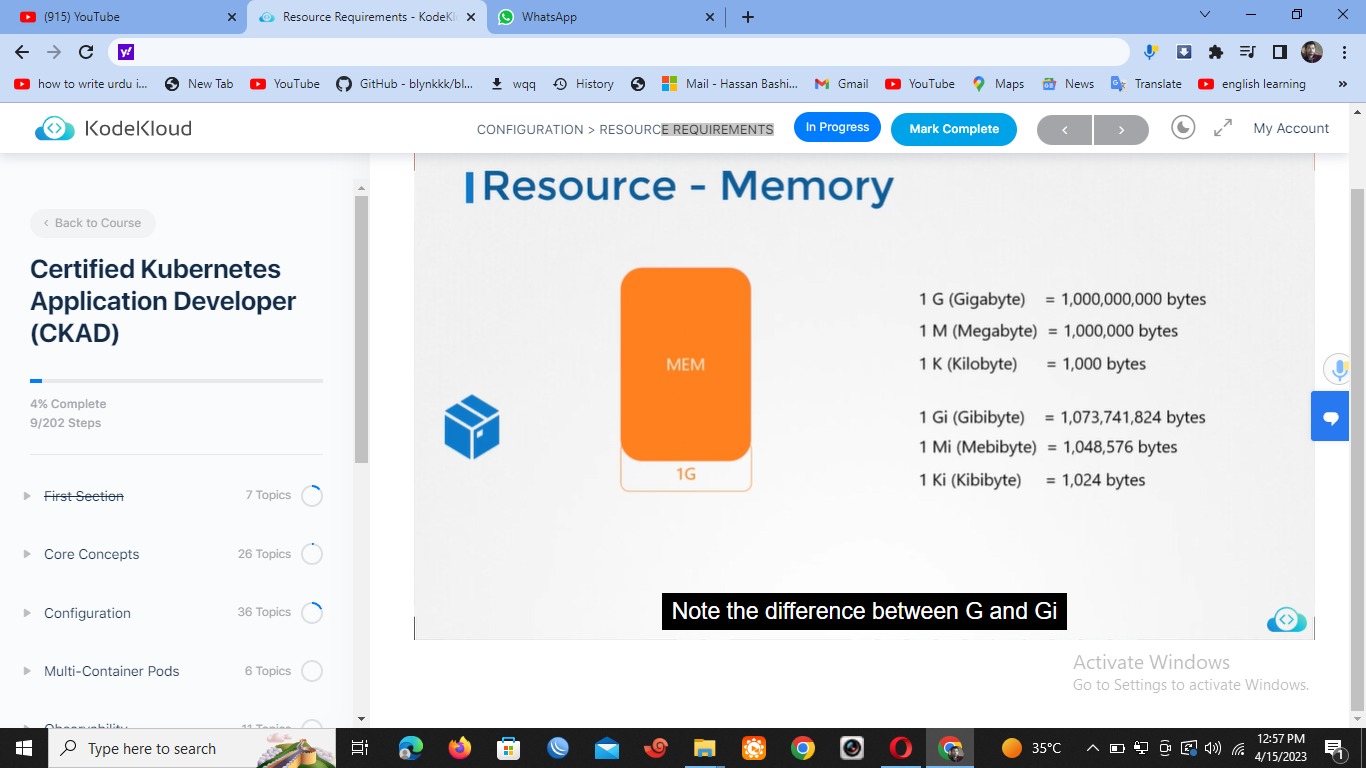 (915) YouTube
Resource Requirements - KodeKl
WhatsApp
y!
how to write urdu i...
New Tab
YouTube
GitHub - blynkkk/bl...
wqq
History
Mail - Hassan Bashi...
Gmail
YouTube
Maps
News
Translate
english learning
»
KodeKloud
CONFIGURATION > RESOURCE REQUIREMENTS
In Progress
Mark Complete
<
>
My Account
‹ Back to Course
Certified Kubernetes
Application Developer
(CKAD)
4% Complete
9/202 Steps
First Section
7 Topics
Core Concepts
26 Topics
Configuration
36 Topics
Multi-Container Pods
6 Topics
Observability
11 Topics
Resource - Memory
MEM
1G
1 G (Gigabyte) = 1,000,000,000 bytes
1 M (Megabyte) = 1,000,000 bytes
1 K (Kilobyte) = 1,000 bytes
1 Gi (Gibibyte) = 1,073,741,824 bytes
1 Mi (Mebibyte) = 1,048,576 bytes
1 Ki (Kibibyte) = 1,024 bytes
Note the difference between G and Gi
Activate Windows
Go to Settings to activate Windows.
Type here to search
35°C
12:57 PM
4/15/2023
1